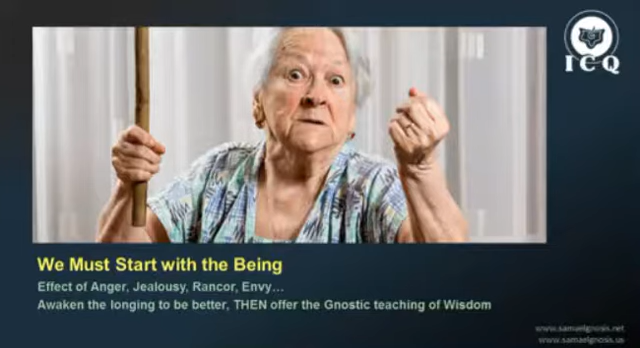 ICQ
We Must Start with the Being
Effect of Anger, Jealousy, Rancor, Envy…
Awaken the longing to be better, THEN offer the Gnostic teaching of Wisdom
www.samaelgnosis.net
www.samaelgnosis.us